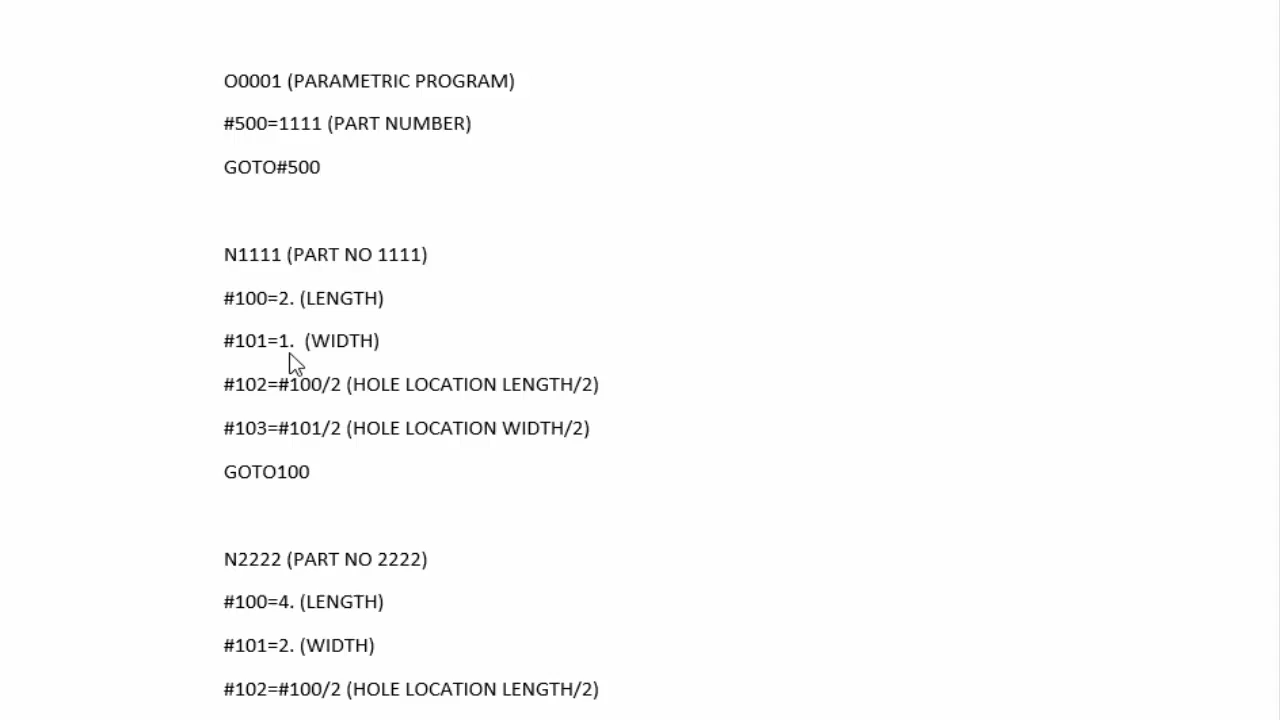 O0001 (PARAMETRIC PROGRAM)
#500=1111 (PART NUMBER)
GOTO#500
N1111 (PART NO 1111)
#100=2. (LENGTH)
#101=1.  (WIDTH)
#102=#100/2 (HOLE LOCATION LENGTH/2)
#103=#101/2 (HOLE LOCATION WIDTH/2)
GOTO100
N2222 (PART NO 2222)
#100=4. (LENGTH)
#101=2. (WIDTH)
#102=#100/2 (HOLE LOCATION LENGTH/2)